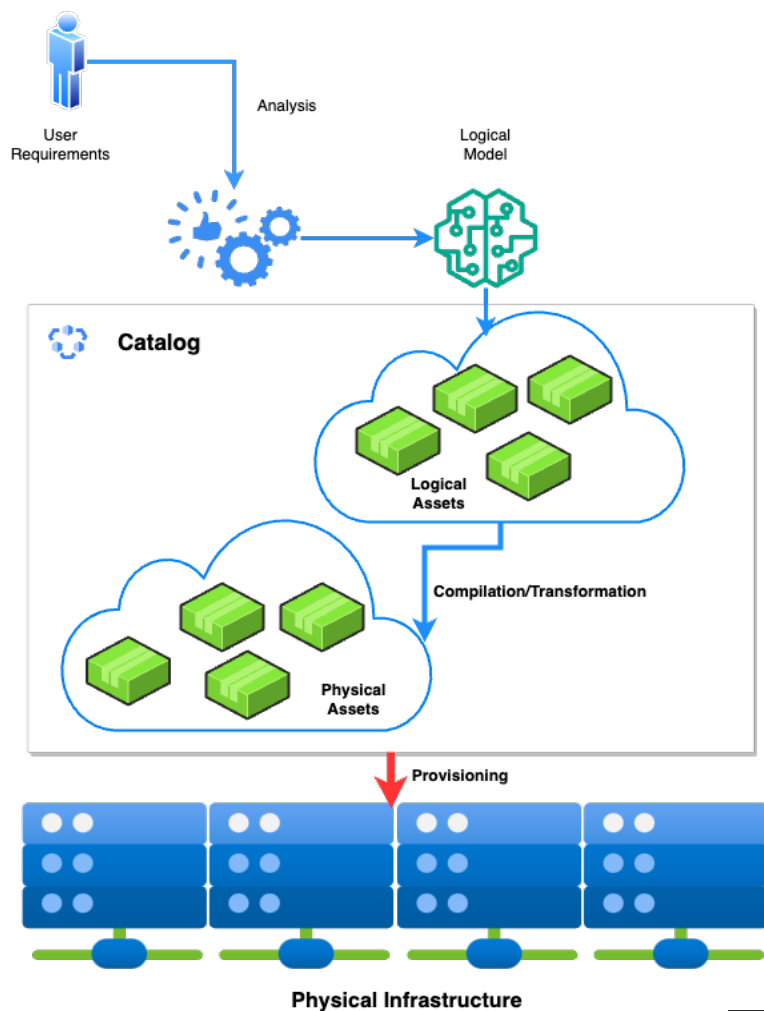 User
Requirements
Analysis
Logical
Model
Catalog
Logical
Assets
Compilation/Transformation
Physical
Assets
Provisioning
Physical Infrastructure